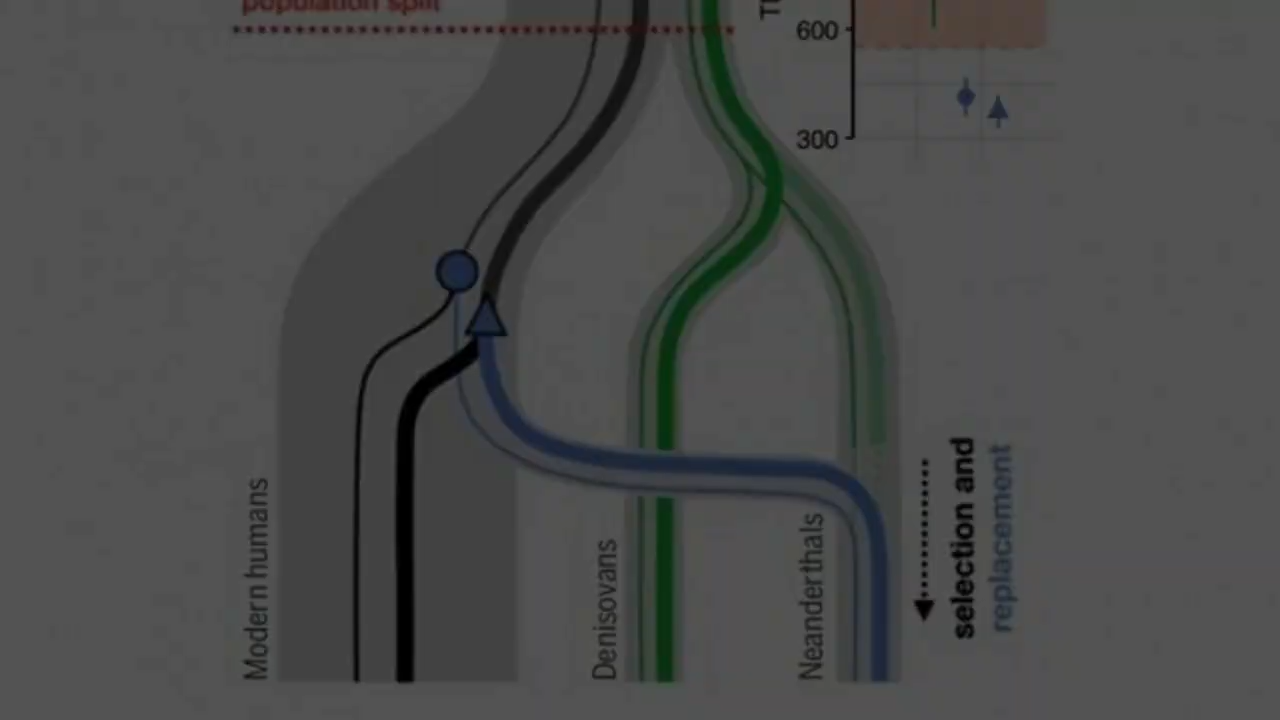 population split
600
300
Modern humans
Denisovans
Neanderthals
selection and
replacement